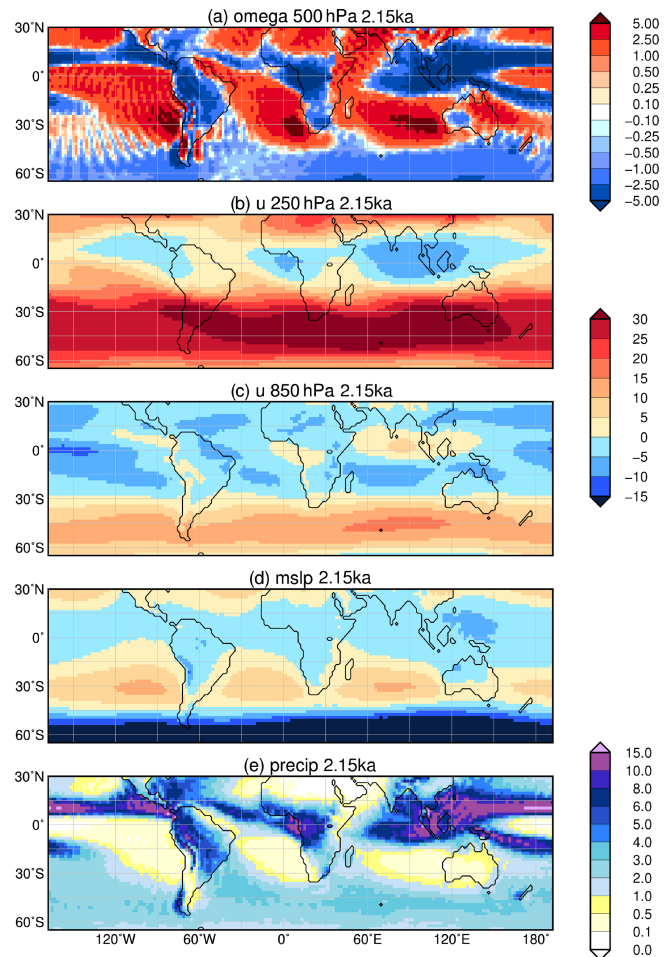 (a) omega 500 hPa 2.15ka
30˚N
0˚
30˚S
60˚S
5.00
2.50
1.00
0.50
0.25
0.10
−0.10
−0.25
−0.50
−1.00
−2.50
−5.00
(b) u 250 hPa 2.15ka
30˚N
0˚
30˚S
60˚S
30
25
20
15
10
5
0
−5
−10
−15
(c) u 850 hPa 2.15ka
30˚N
0˚
30˚S
60˚S
(d) mslp 2.15ka
30˚N
0˚
30˚S
60˚S
(e) precip 2.15ka
30˚N
0˚
30˚S
60˚S
120˚W 60˚W 0˚ 60˚E 120˚E 180˚
15.0
10.0
8.0
6.0
5.0
4.0
3.0
2.0
1.0
0.5
0.1
0.0